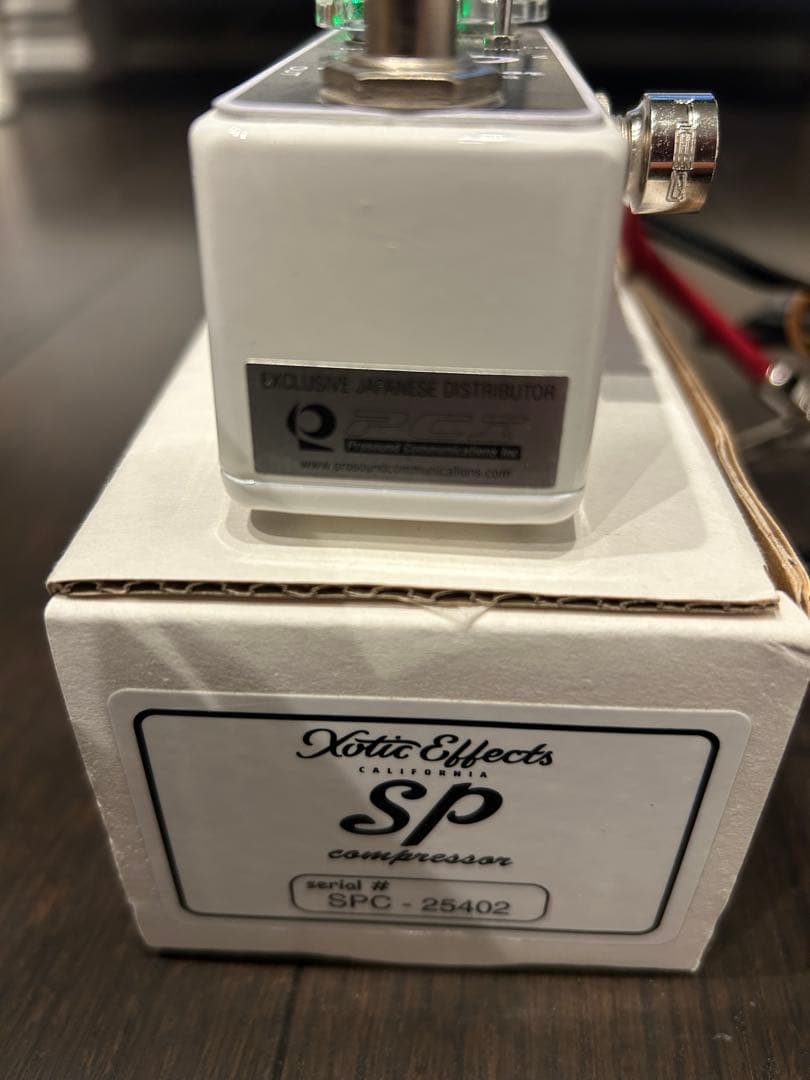 EXCLUSIVE JAPANESE DISTRIBUTOR
PCI
Prosound Communications Inc
www.prosoundcommunications.com
Xotic Effects
CALIFORNIA
SP
compressor
serial #
SPC - 25402